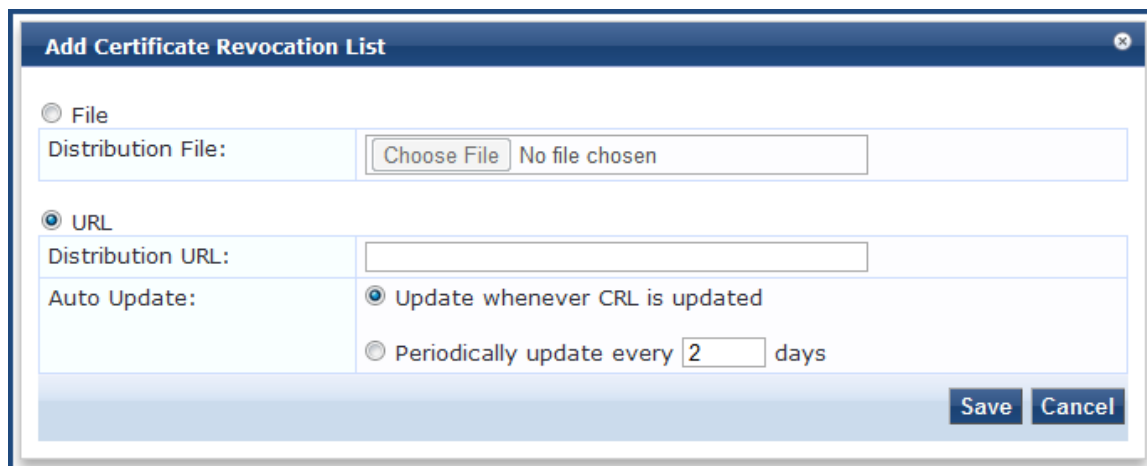 Add Certificate Revocation List
File
Distribution File: Choose File No file chosen
URL
Distribution URL:
Auto Update: Update whenever CRL is updated
Periodically update every 2 days
Save Cancel